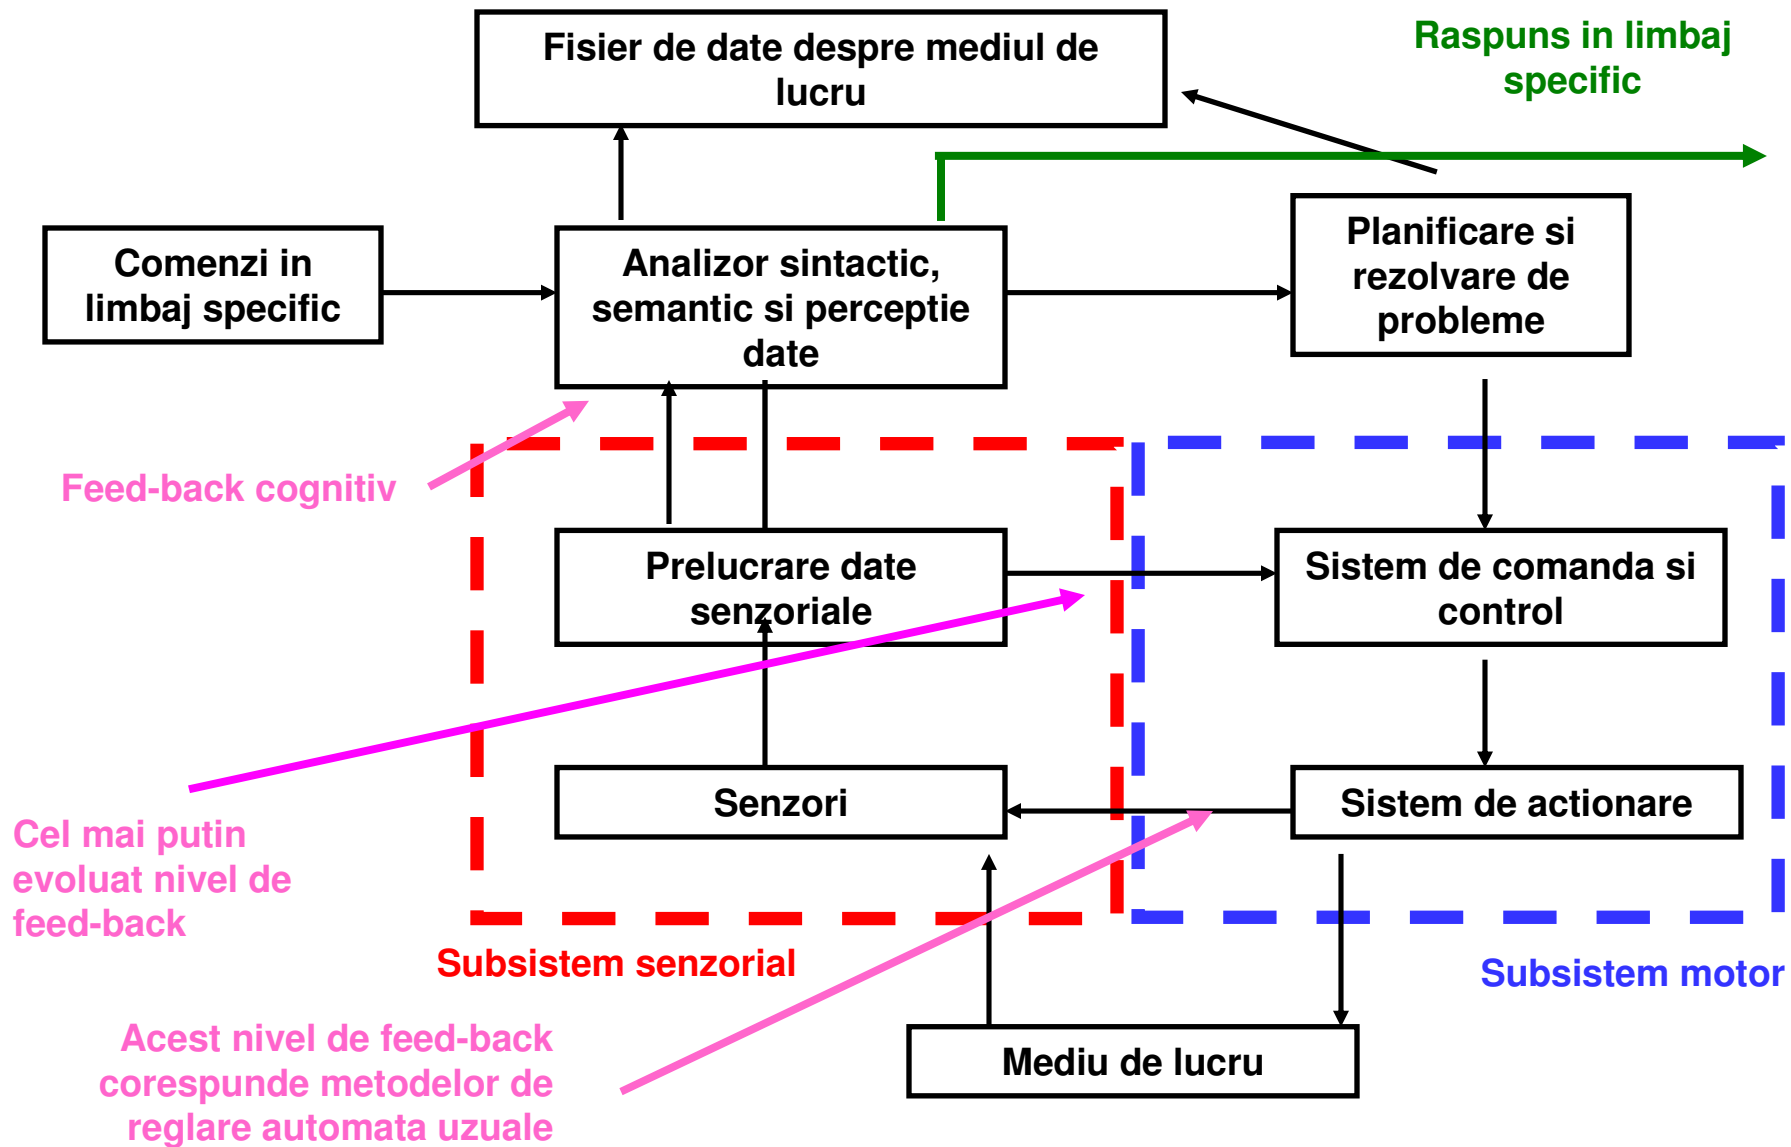 Fisier de date despre mediul de
lucru
Raspuns in limbaj
specific
Comenzi in
limbaj specific
Analizor sintactic,
semantic si perceptie
date
Planificare si
rezolvare de
probleme
Feed-back cognitiv
Prelucrare date
senzoriale
Sistem de comanda si
control
Senzori
Sistem de actionare
Cel mai putin
evoluat nivel de
feed-back
Subsistem senzorial
Subsistem motor
Acest nivel de feed-back
corespunde metodelor de
reglare automata uzuale
Mediu de lucru